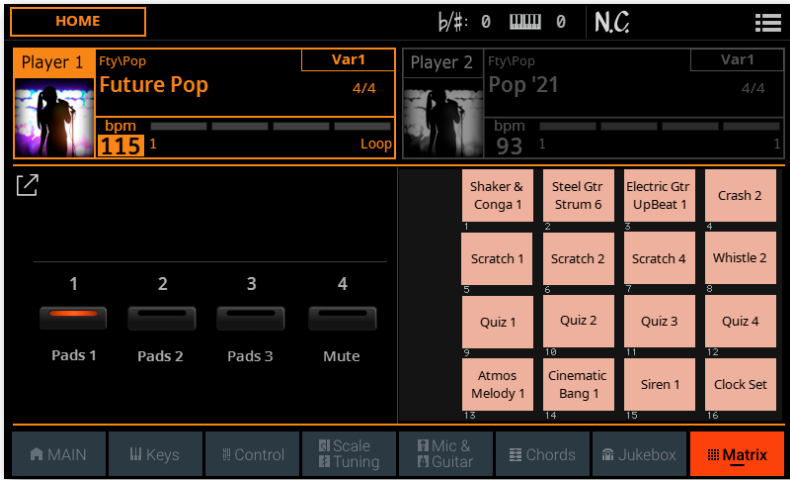 HOME
b/#: 0
0
N.C.
Player 1
Fty\Pop
Var1
Future Pop
4/4
bpm
115
1
Loop
Player 2
Fty\Pop
Var1
Pop '21
4/4
bpm
93
1
1
1
2
3
4
Pads 1
Pads 2
Pads 3
Mute
Shaker &
Conga 1
1
Steel Gtr
Strum 6
2
Electric Gtr
UpBeat 1
3
Crash 2
4
Scratch 1
5
Scratch 2
6
Scratch 4
7
Whistle 2
8
Quiz 1
9
Quiz 2
10
Quiz 3
11
Quiz 4
12
Atmos
Melody 1
13
Cinematic
Bang 1
14
Siren 1
15
Clock Set
16
MAIN
Keys
Control
Scale
Tuning
Mic &
Guitar
Chords
Jukebox
Matrix